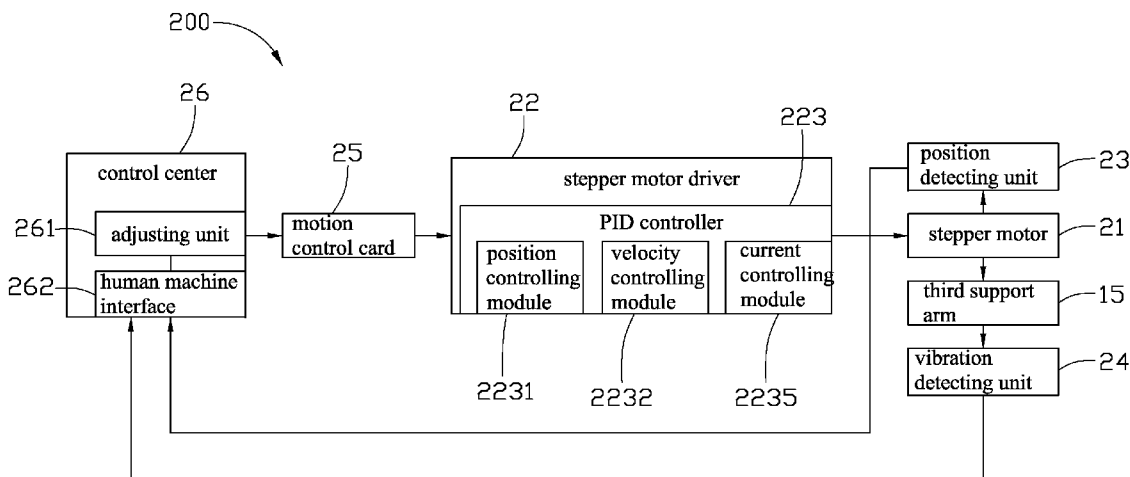 200
26
control center
261
adjusting unit
262
human machine
interface
25
motion
control card
22
stepper motor driver
223
PID controller
position
controlling
module
velocity
controlling
module
current
controlling
module
2231
2232
2235
position
detecting unit
23
stepper motor
21
third support
arm
15
vibration
detecting unit
24